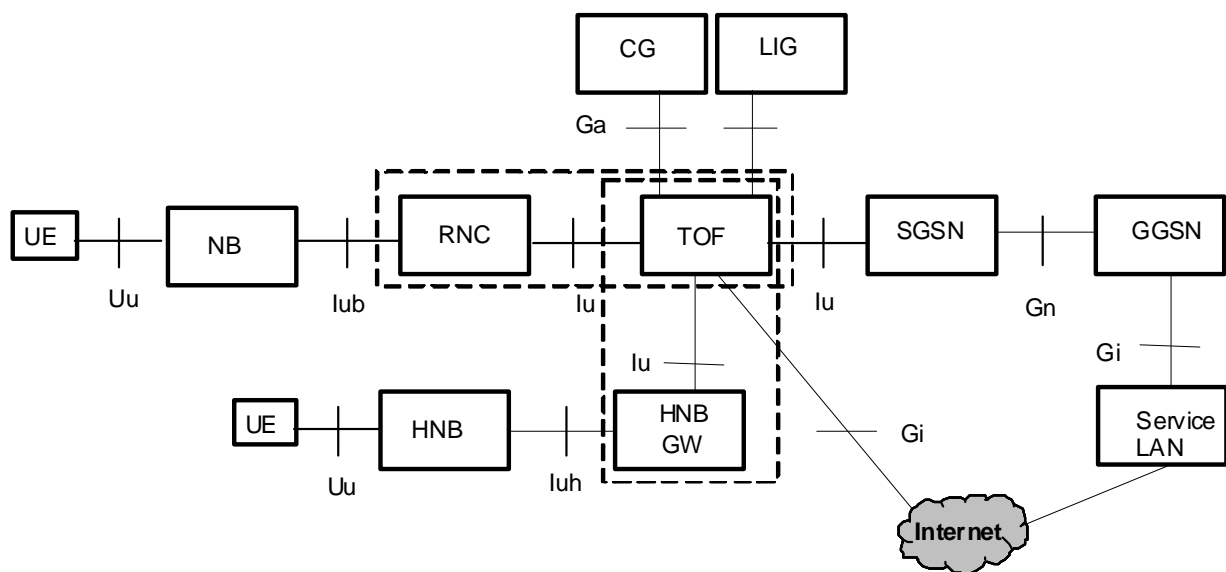 CG
LIG
Ga
UE
NB
RNC
TOF
SGSN
GGSN
Uu
Iub
Iu
Iu
Gn
Iu
Gi
UE
HNB
HNB
GW
Gi
Service
LAN
Uu
Iuh
Internet